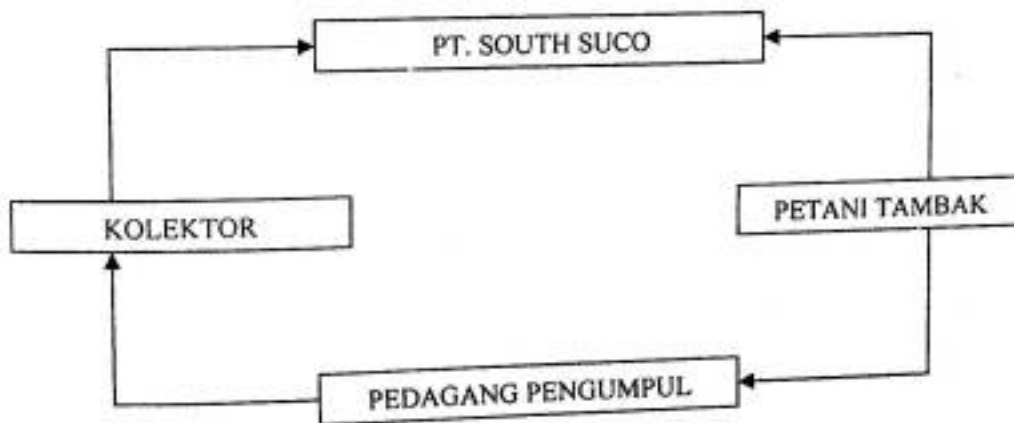 PT. SOUTH SUCO
KOLEKTOR
PETANI TAMBAK
PEDAGANG PENGUMPUL